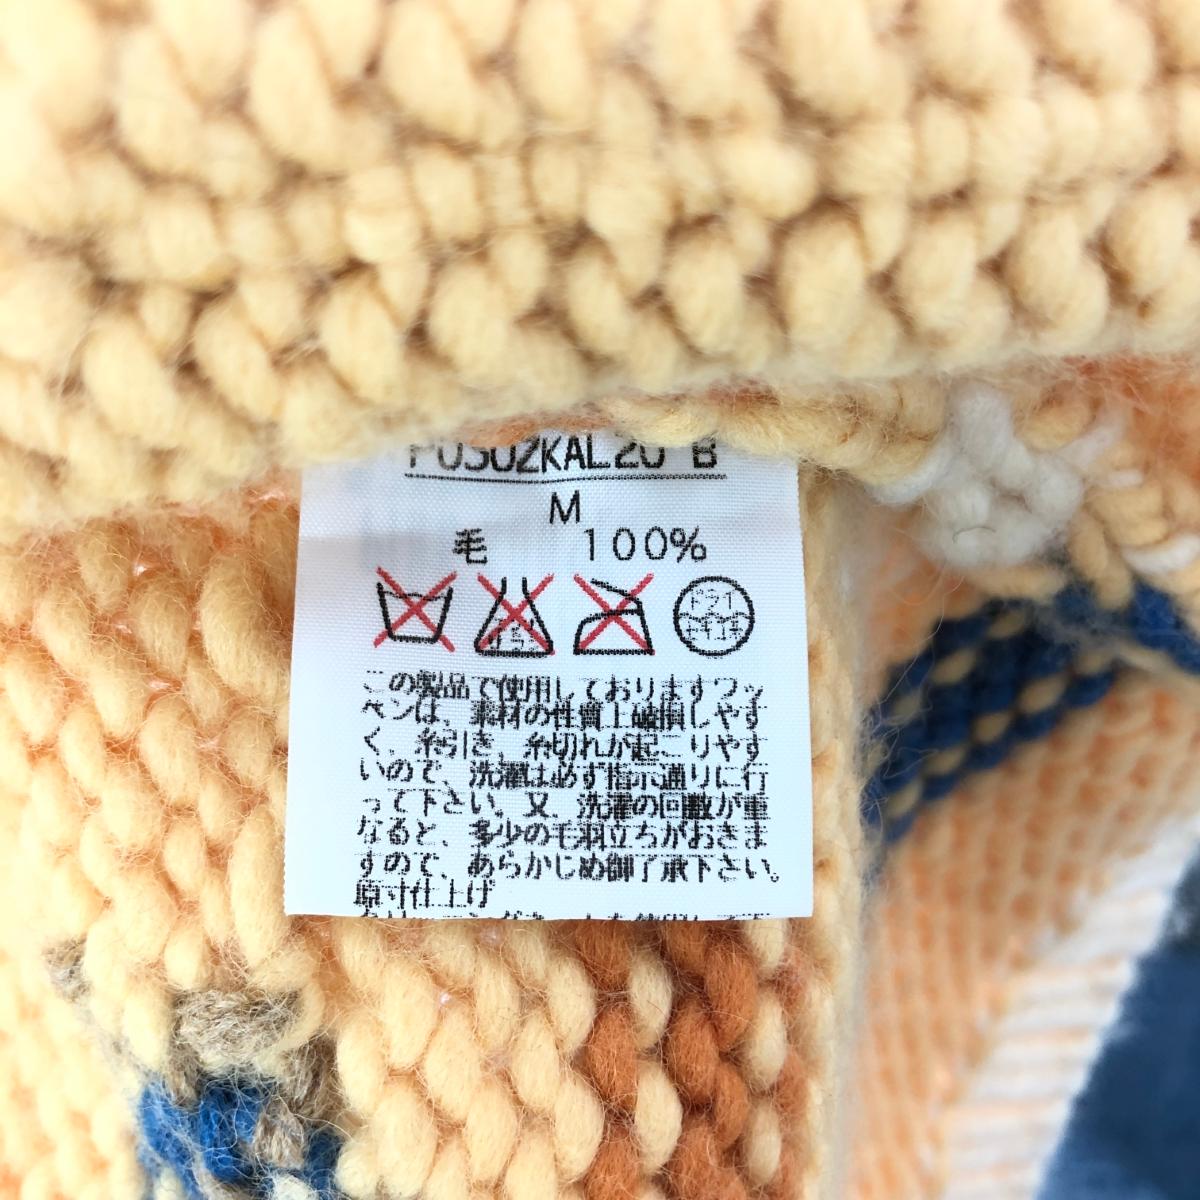 M
毛 100%
ドライ
この製品で使用しておりますワッ
ペンは、素材の性質上破損しやす
く、糸引き、糸切れが起こりやす
いので、洗濯は必ず指示通りに行
って下さい。又、洗濯の回数が重
なると、多少の毛羽立ちがおきま
すので、あらかじめ御了承下さい。
原寸仕上げ